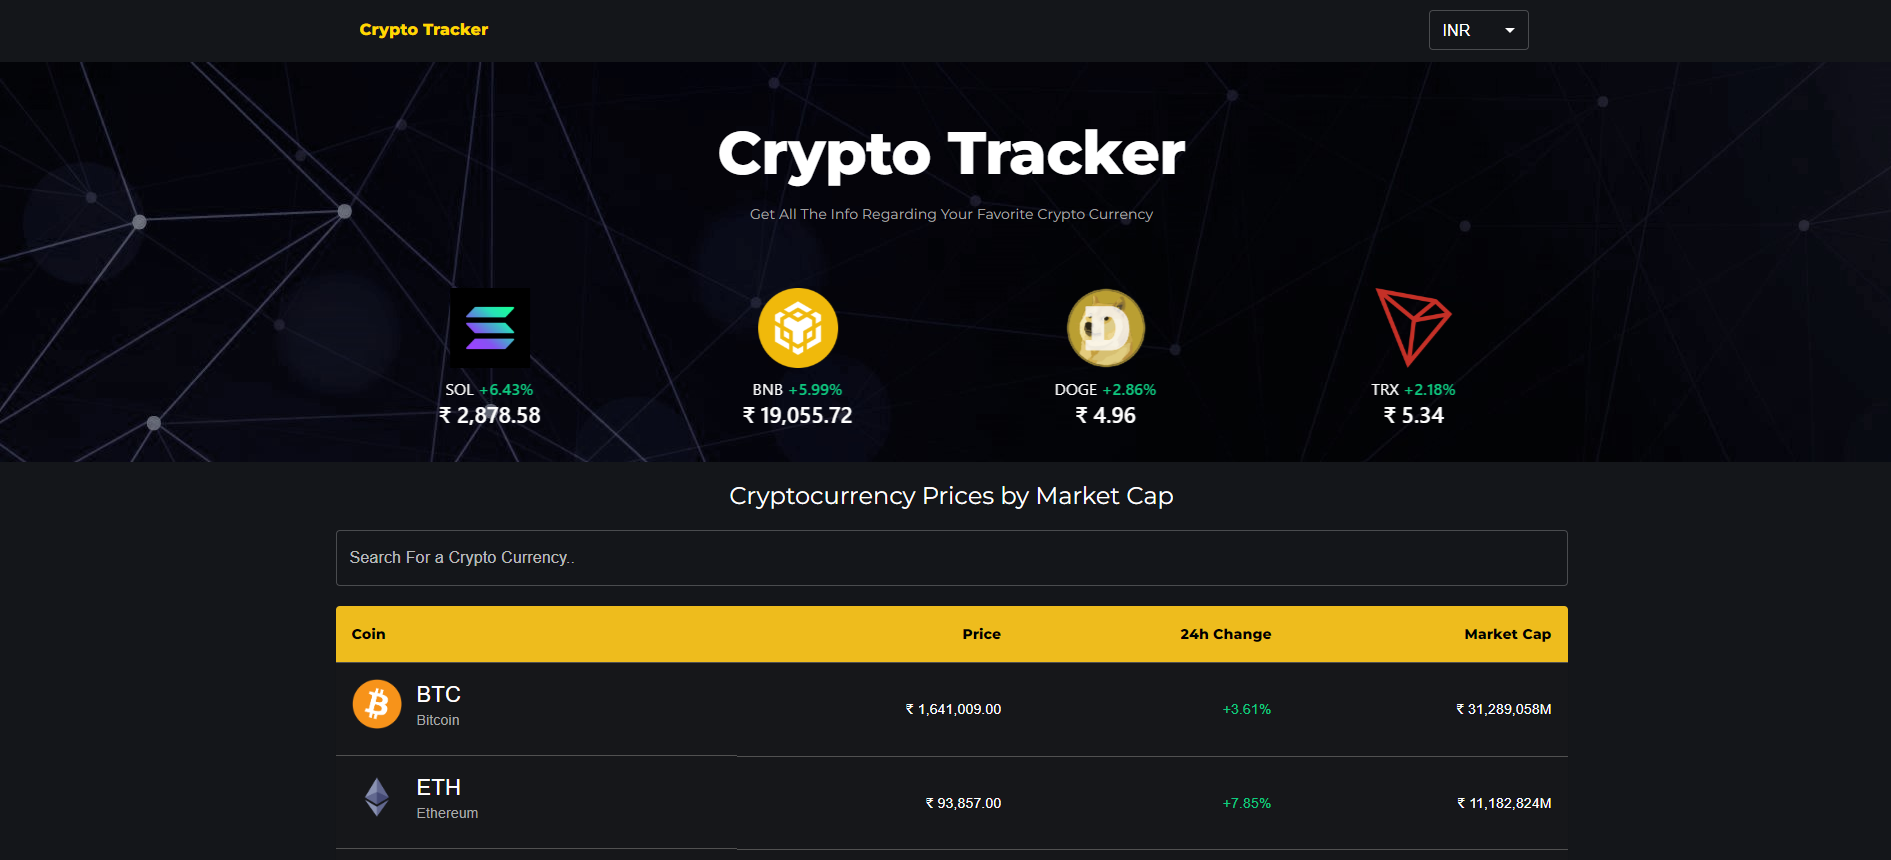 Crypto Tracker
INR
Crypto Tracker
Get All The Info Regarding Your Favorite Crypto Currency
SOL +6.43%
₹ 2,878.58
BNB +5.99%
₹ 19,055.72
DOGE +2.86%
₹ 4.96
TRX +2.18%
₹ 5.34
Cryptocurrency Prices by Market Cap
Search For a Crypto Currency..
Coin Price 24h Change Market Cap
BTC
Bitcoin
₹ 1,641,009.00 +3.61% ₹ 31,289,058M
ETH
Ethereum
₹ 93,857.00 +7.85% ₹ 11,182,824M